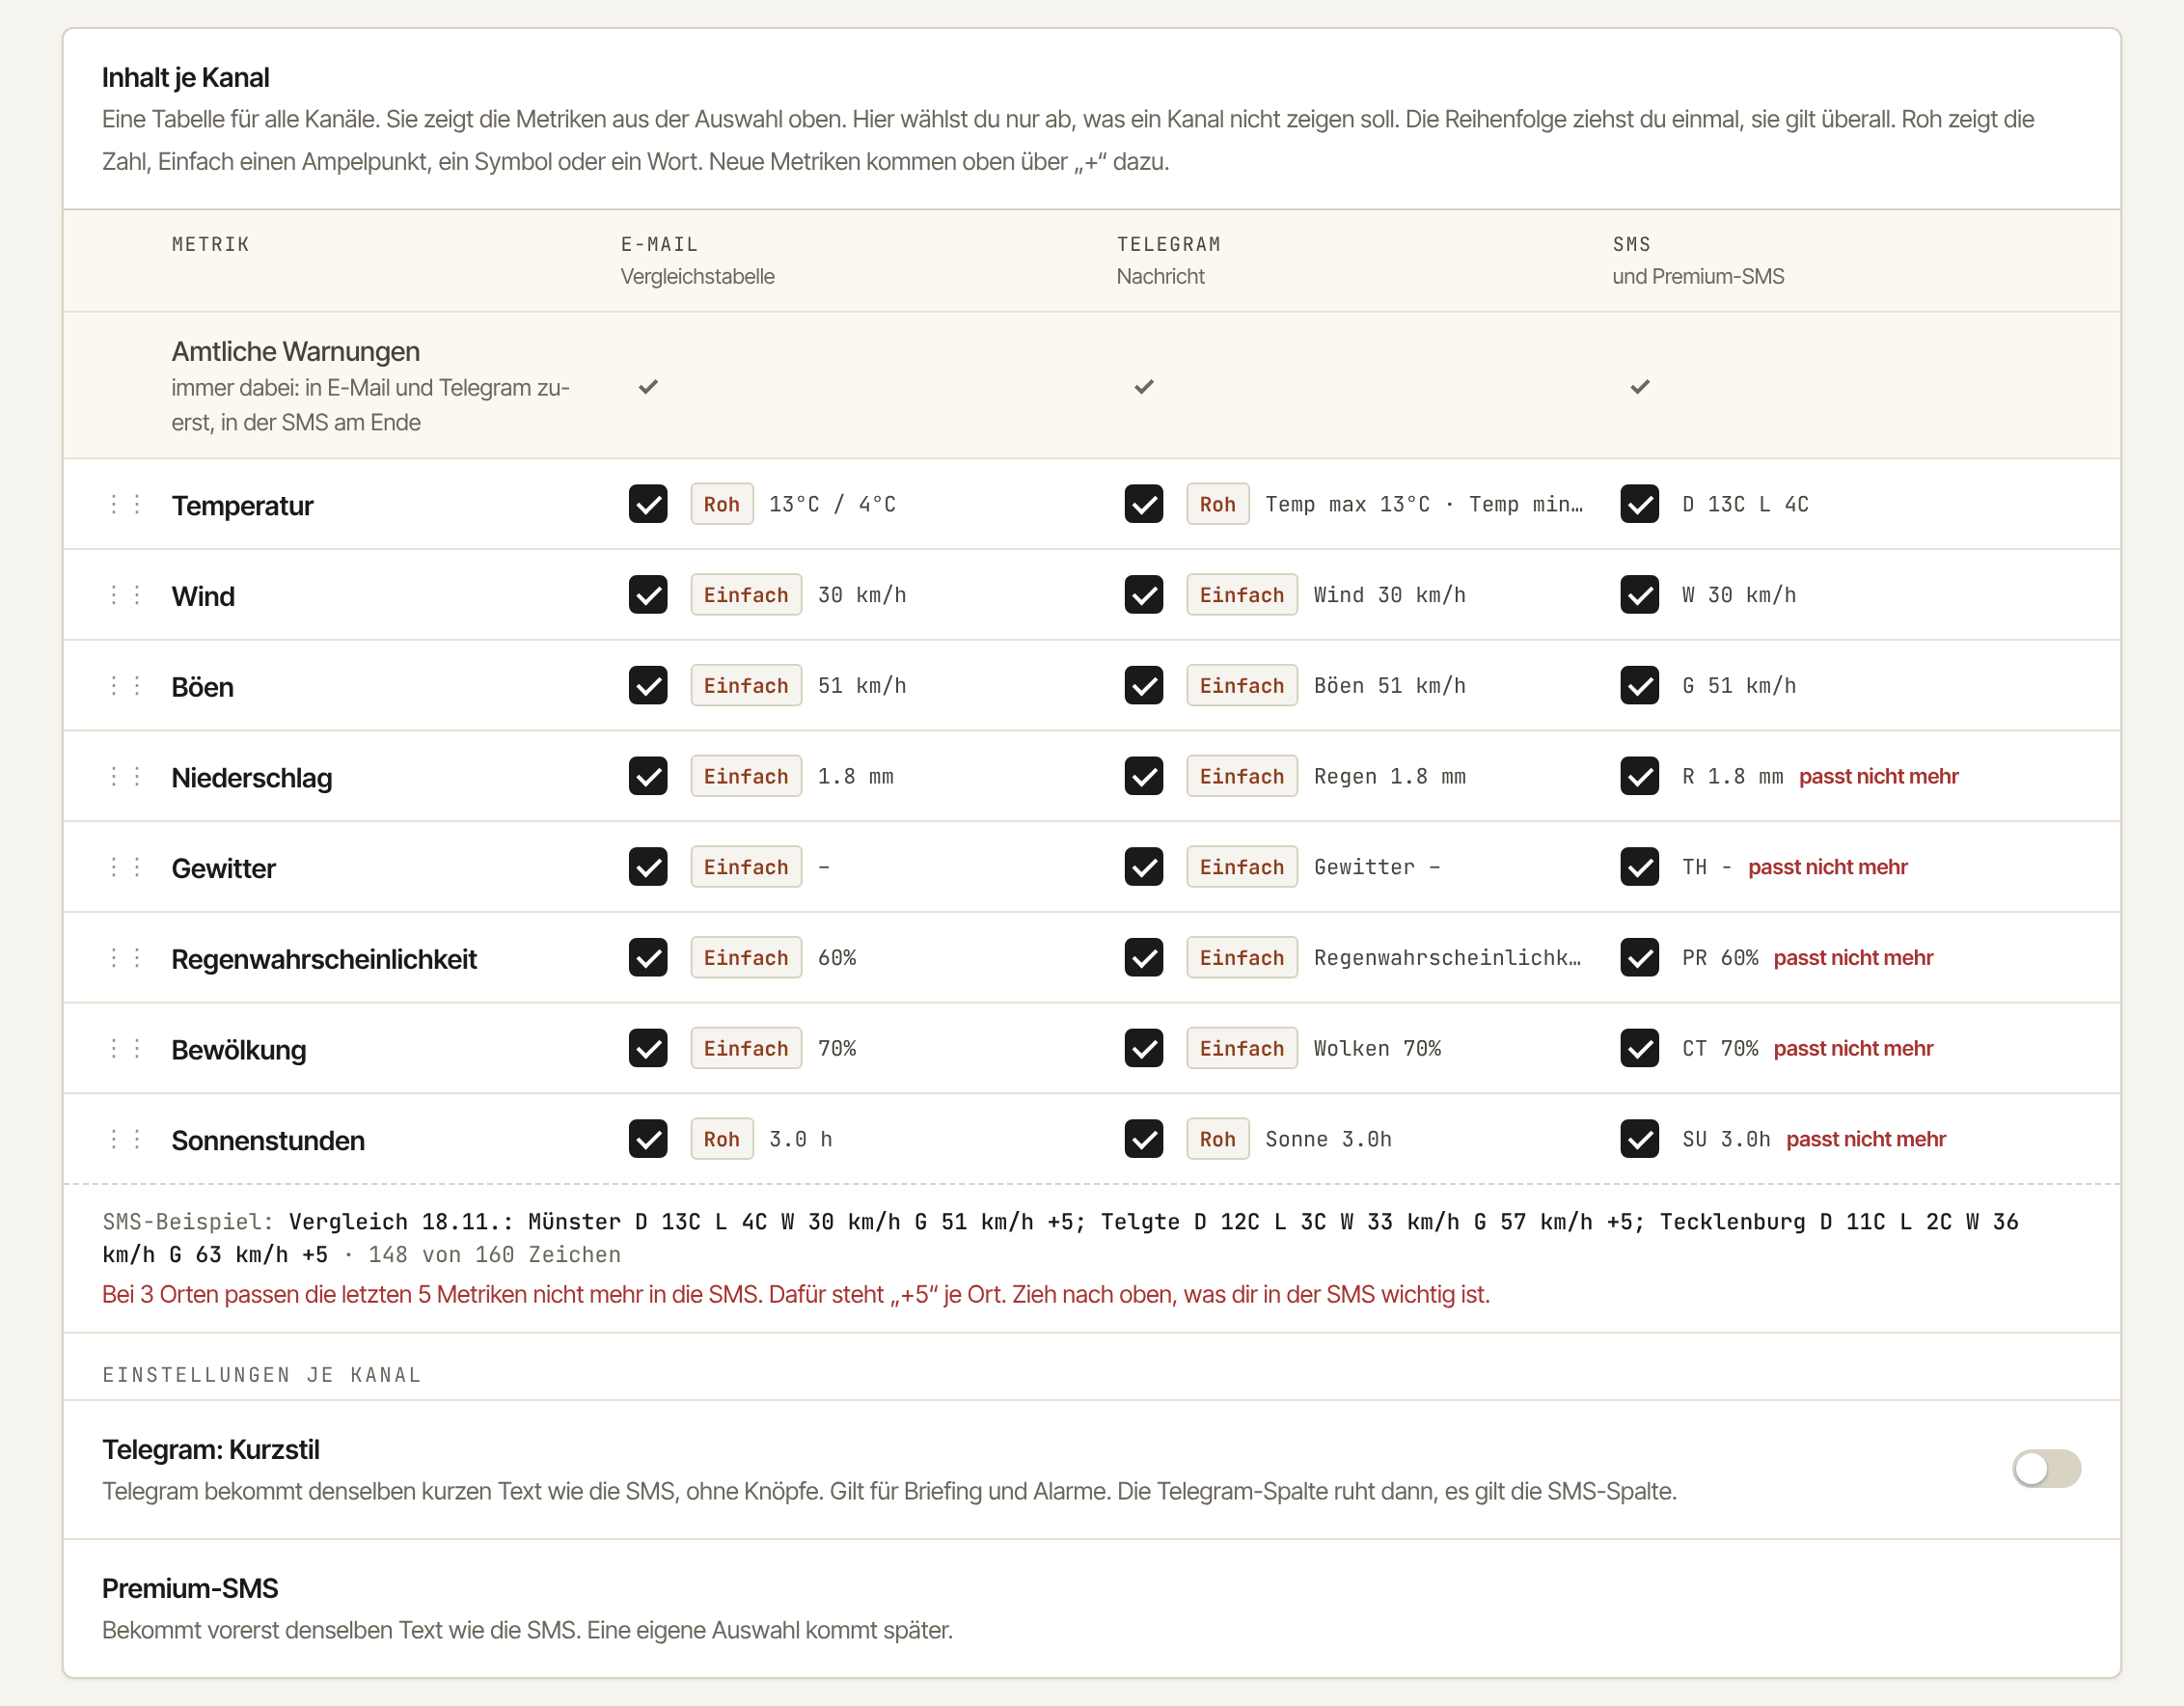 Inhalt je Kanal
Eine Tabelle für alle Kanäle. Sie zeigt die Metriken aus der Auswahl oben. Hier wählst du nur ab, was ein Kanal nicht zeigen soll. Die Reihenfolge ziehst du einmal, sie gilt überall. Roh zeigt die
Zahl, Einfach einen Ampelpunkt, ein Symbol oder ein Wort. Neue Metriken kommen oben über „+“ dazu.
METRIK E-MAIL TELEGRAM SMS
Vergleichstabelle Nachricht und Premium-SMS
Amtliche Warnungen
immer dabei: in E-Mail und Telegram zu-
erst, in der SMS am Ende
Temperatur Roh 13°C / 4°C Roh Temp max 13°C · Temp min… D 13C L 4C
Wind Einfach 30 km/h Einfach Wind 30 km/h W 30 km/h
Böen Einfach 51 km/h Einfach Böen 51 km/h G 51 km/h
Niederschlag Einfach 1.8 mm Einfach Regen 1.8 mm R 1.8 mm passt nicht mehr
Gewitter Einfach – Einfach Gewitter – TH - passt nicht mehr
Regenwahrscheinlichkeit Einfach 60% Einfach Regenwahrscheinlichk… PR 60% passt nicht mehr
Bewölkung Einfach 70% Einfach Wolken 70% CT 70% passt nicht mehr
Sonnenstunden Roh 3.0 h Roh Sonne 3.0h SU 3.0h passt nicht mehr
SMS-Beispiel: Vergleich 18.11.: Münster D 13C L 4C W 30 km/h G 51 km/h +5; Telgte D 12C L 3C W 33 km/h G 57 km/h +5; Tecklenburg D 11C L 2C W 36
km/h G 63 km/h +5 · 148 von 160 Zeichen
Bei 3 Orten passen die letzten 5 Metriken nicht mehr in die SMS. Dafür steht „+5“ je Ort. Zieh nach oben, was dir in der SMS wichtig ist.
EINSTELLUNGEN JE KANAL
Telegram: Kurzstil
Telegram bekommt denselben kurzen Text wie die SMS, ohne Knöpfe. Gilt für Briefing und Alarme. Die Telegram-Spalte ruht dann, es gilt die SMS-Spalte.
Premium-SMS
Bekommt vorerst denselben Text wie die SMS. Eine eigene Auswahl kommt später.